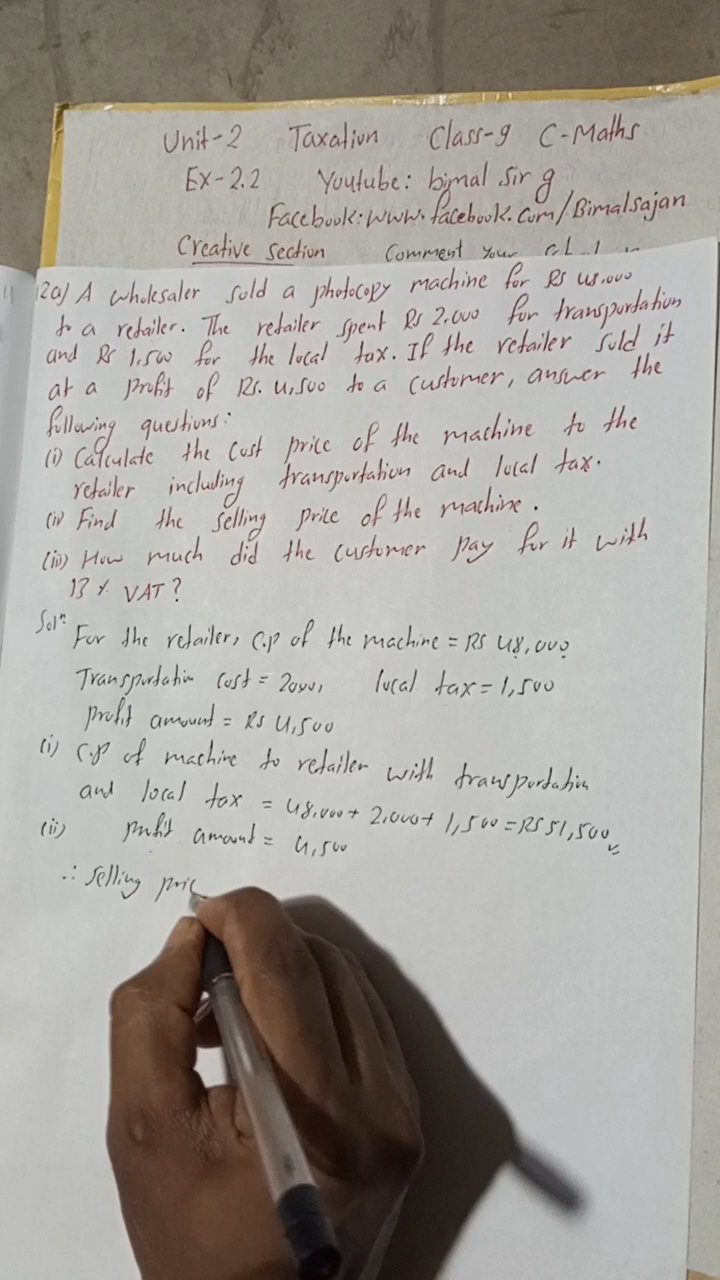 Unit-2 Taxation Class-9 C-Maths
Ex-2.2 Youtube: bimal sir g
Facebook: www.facebook.com/Bimalsajan
Creative section Comment your
12a) A wholesaler sold a photocopy machine for Rs 48,000
to a retailer. The retailer spent Rs 2,000 for transportation
and Rs 1,500 for the local tax. If the retailer sold it
at a profit of Rs. 4,500 to a customer, answer the
following questions:
(i) Calculate the cost price of the machine to the
retailer including transportation and local tax.
(ii) Find the selling price of the machine.
(iii) How much did the customer pay for it with
13% VAT?
Solⁿ
For the retailer, C.P of the machine = Rs 48,000
Transportation cost = 2000, local tax = 1,500
Profit amount = Rs 4,500
(i) C.P of machine to retailer with transportation
and local tax = 48,000 + 2,000 + 1,500 = RS 51,500
(ii) profit amount = 4,500
∴ Selling pric